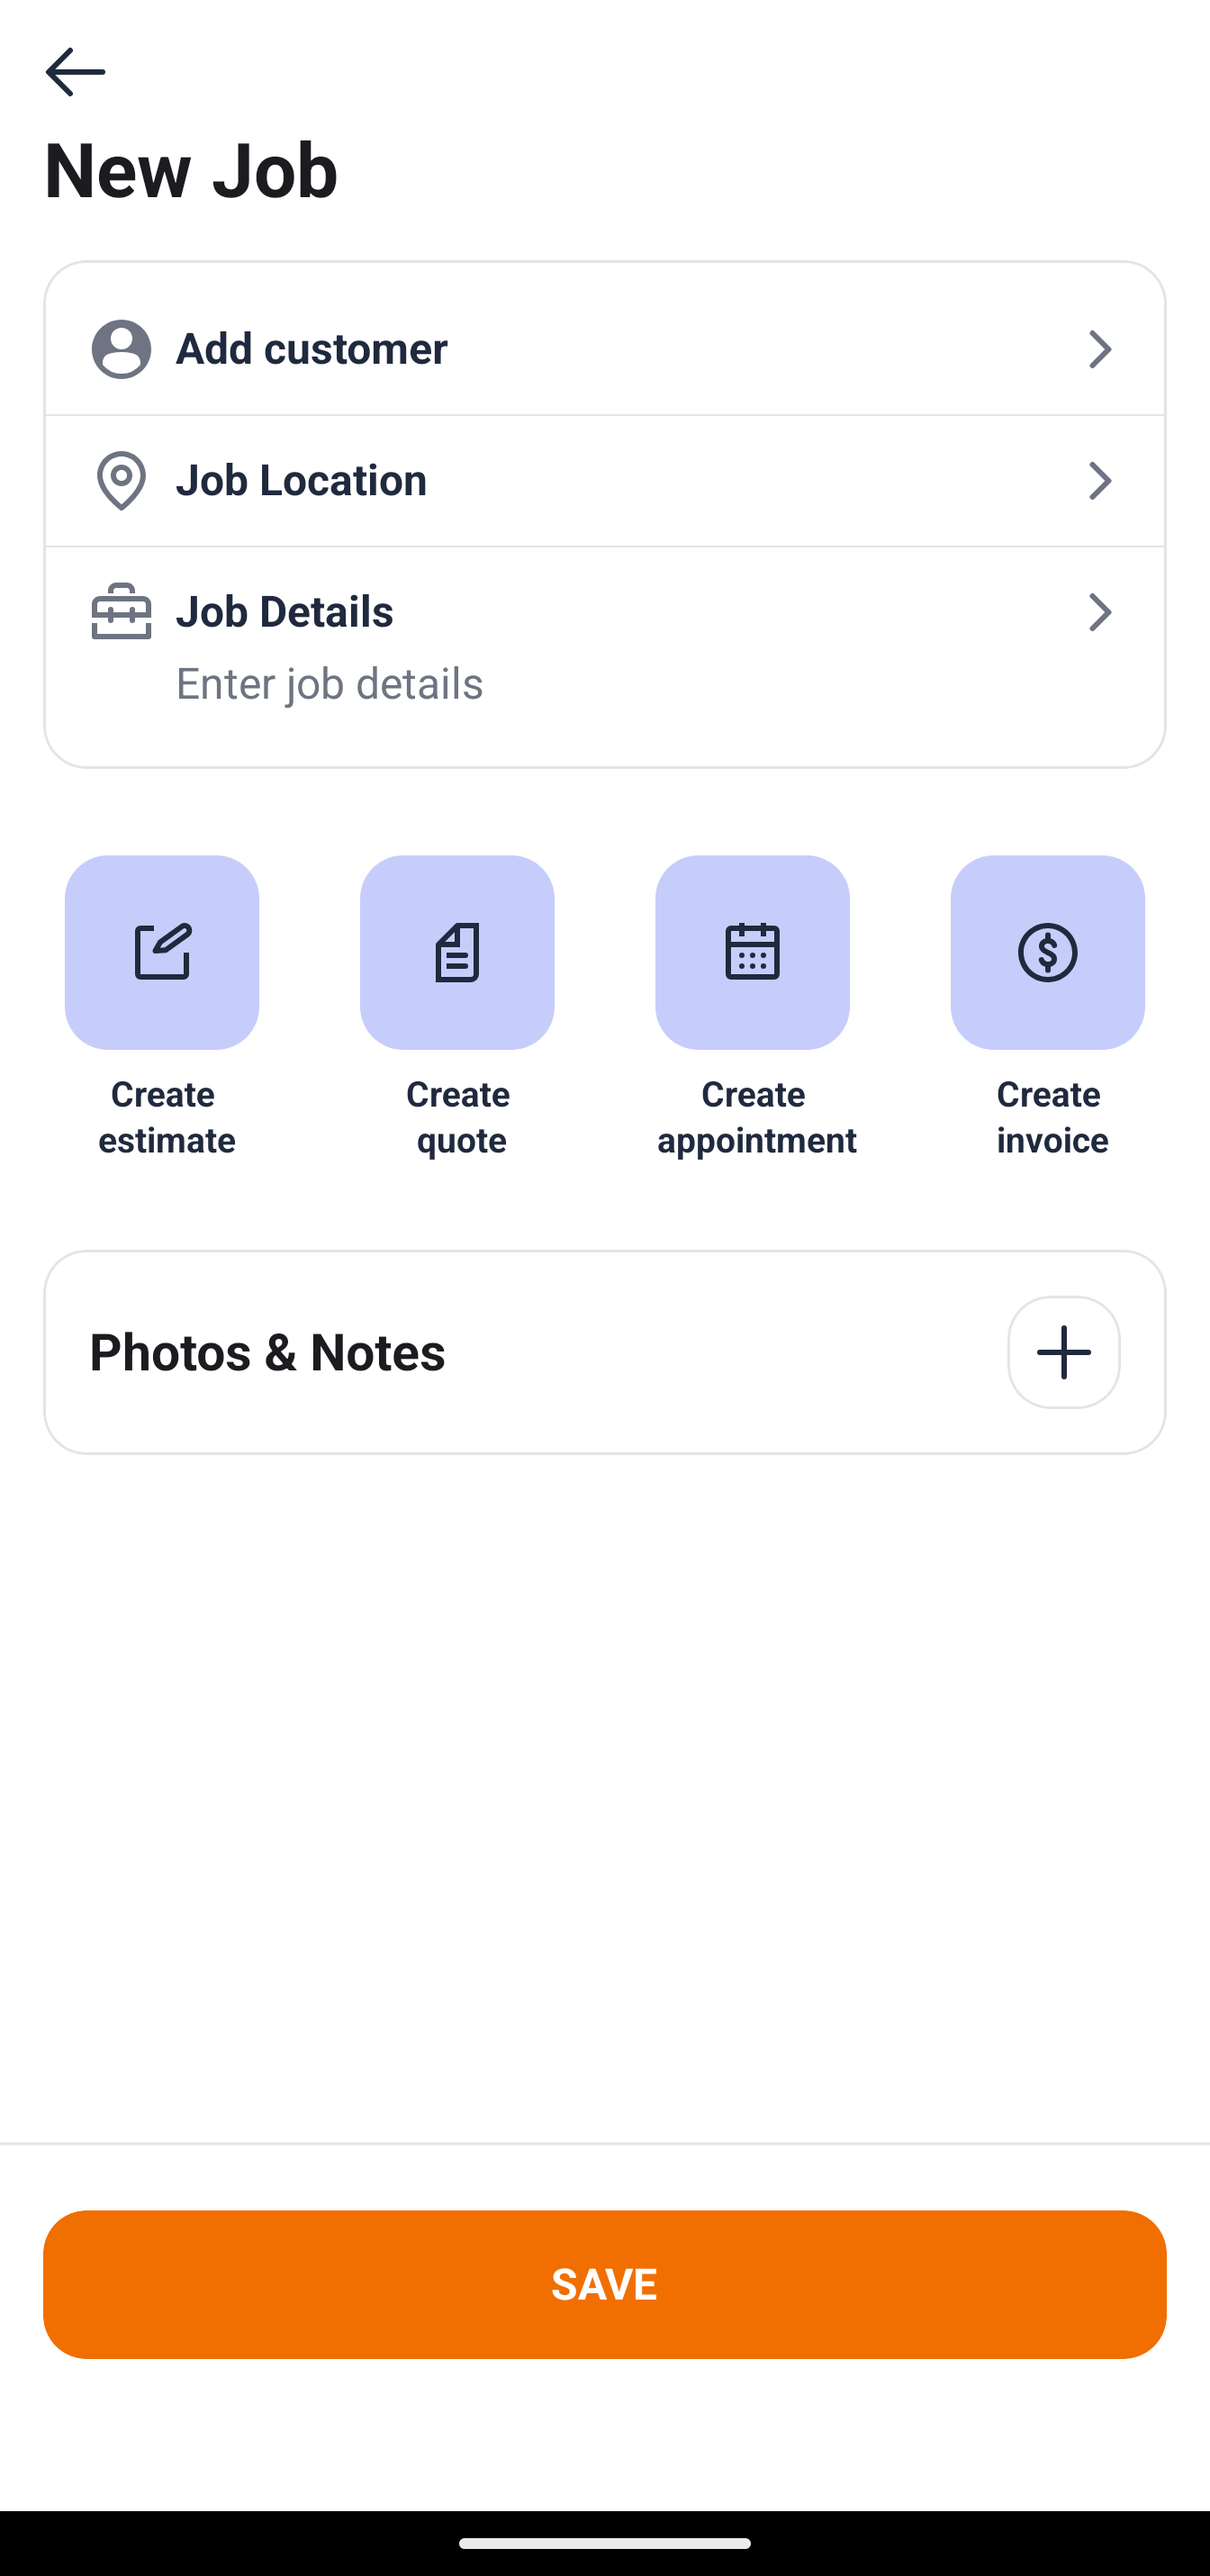 New Job
Add customer
Job Location
Job Details
Enter job details
Create
estimate
Create
quote
Create
appointment
Create
invoice
Photos & Notes
SAVE